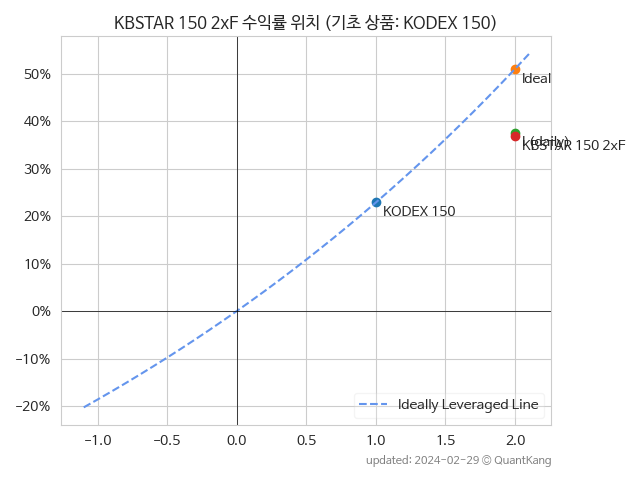 KBSTAR 150 2xF 수익률 위치 (기초 상품: KODEX 150)
50%
40%
30%
20%
10%
0%
−10%
−20%
Ideal
(daily)
KBSTAR 150 2xF
KODEX 150
Ideally Leveraged Line
−1.0 −0.5 0.0 0.5 1.0 1.5 2.0
updated: 2024-02-29 © QuantKang